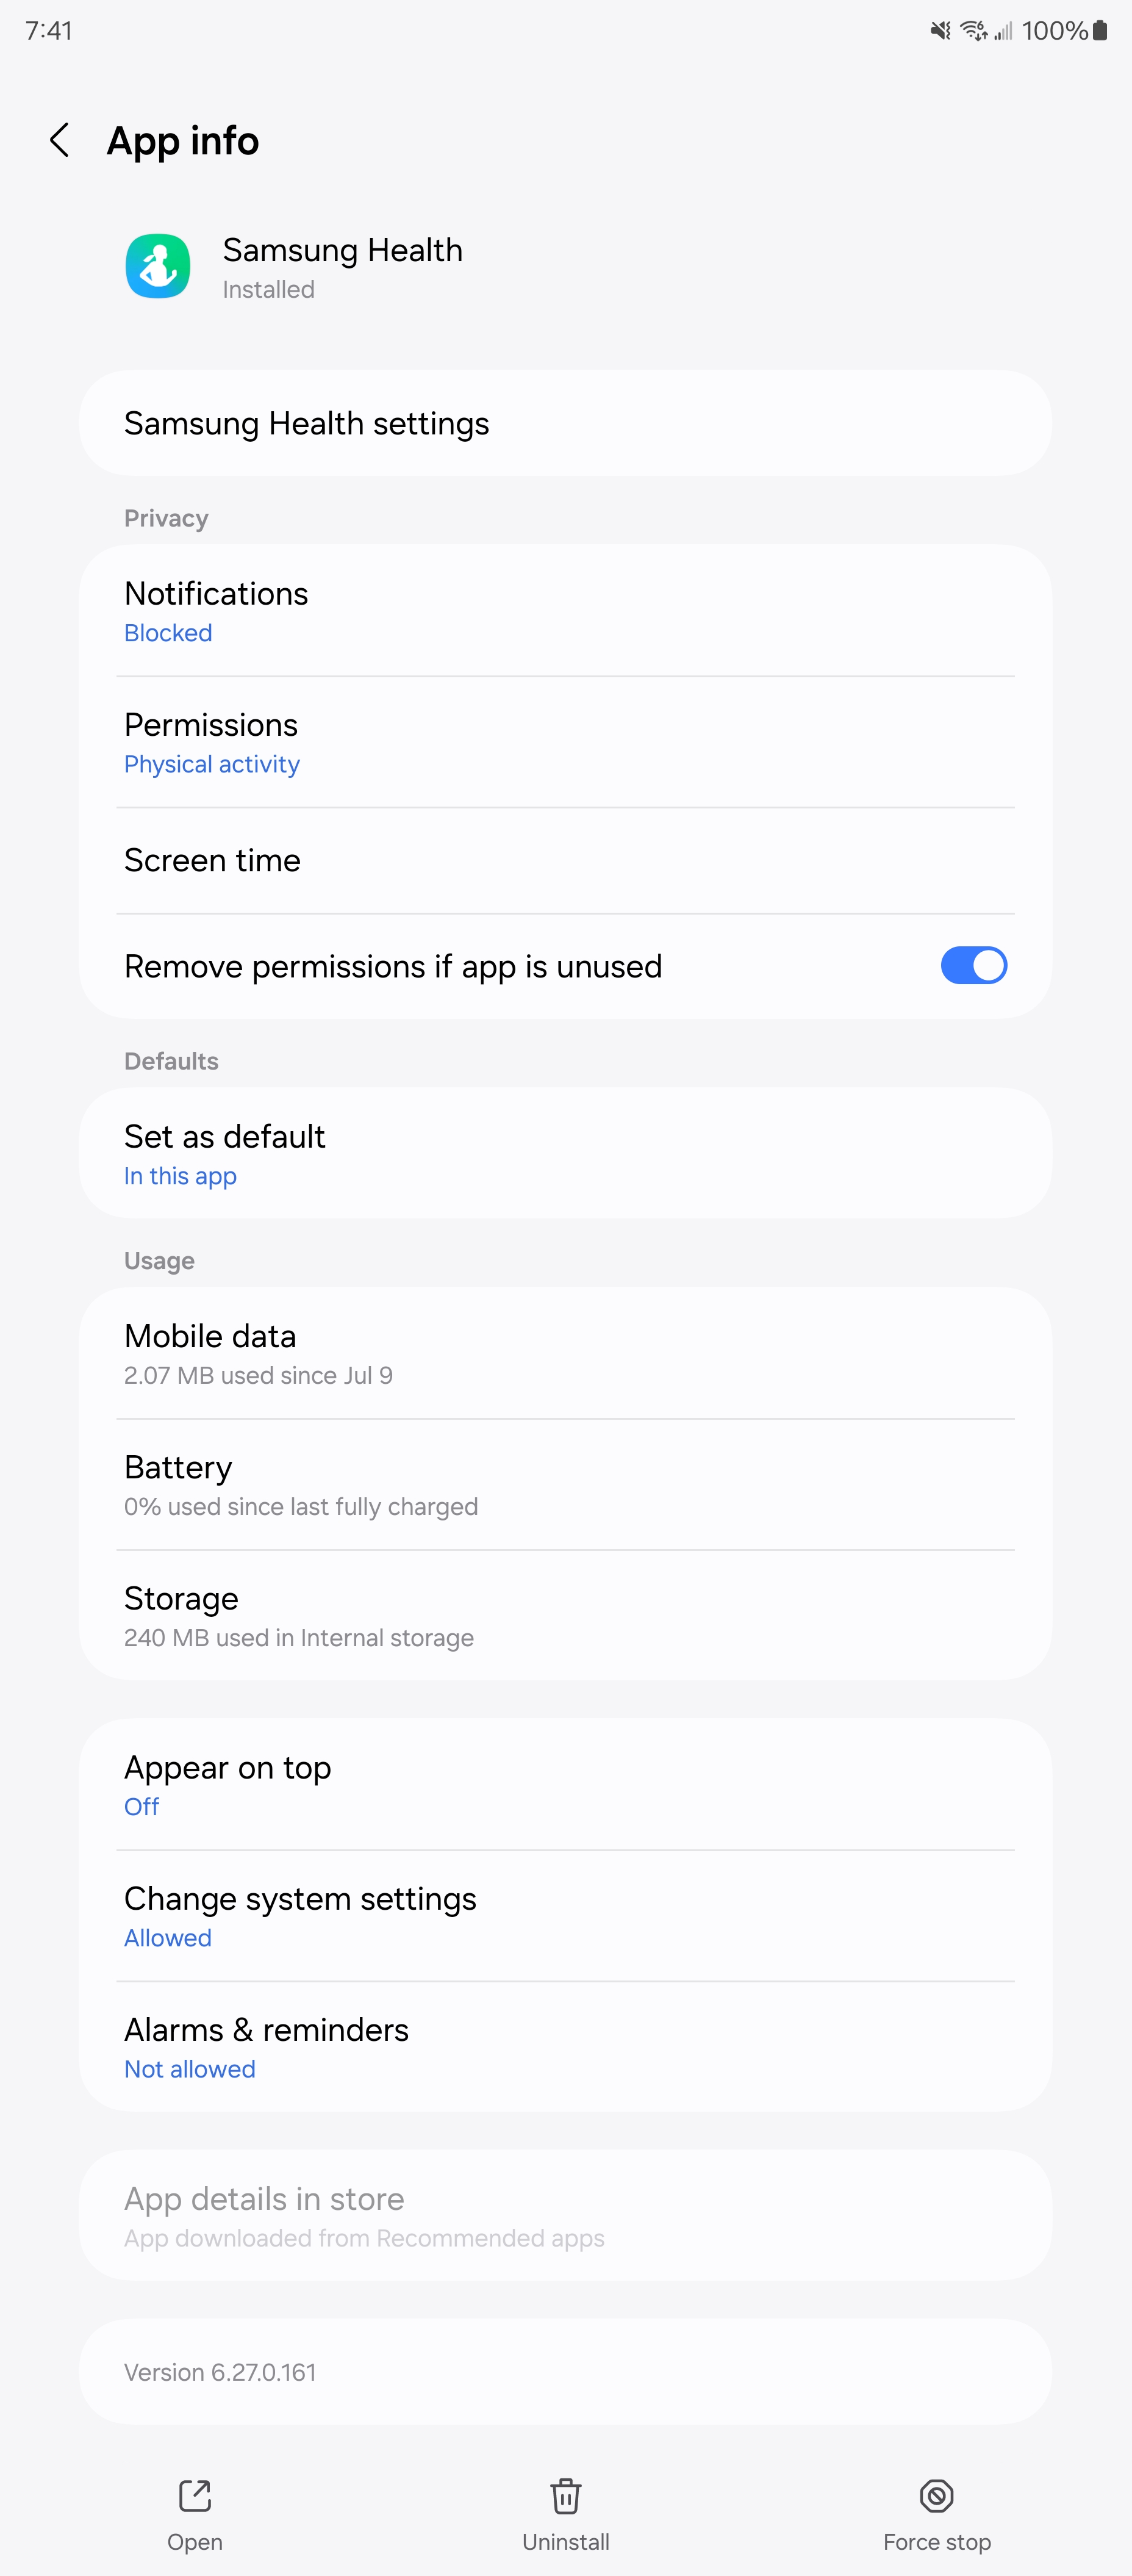 7:41
100%
App info
Samsung Health
Installed
Samsung Health settings
Privacy
Notifications
Blocked
Permissions
Physical activity
Screen time
Remove permissions if app is unused
Defaults
Set as default
In this app
Usage
Mobile data
2.07 MB used since Jul 9
Battery
0% used since last fully charged
Storage
240 MB used in Internal storage
Appear on top
Off
Change system settings
Allowed
Alarms & reminders
Not allowed
App details in store
App downloaded from Recommended apps
Version 6.27.0.161
Open
Uninstall
Force stop